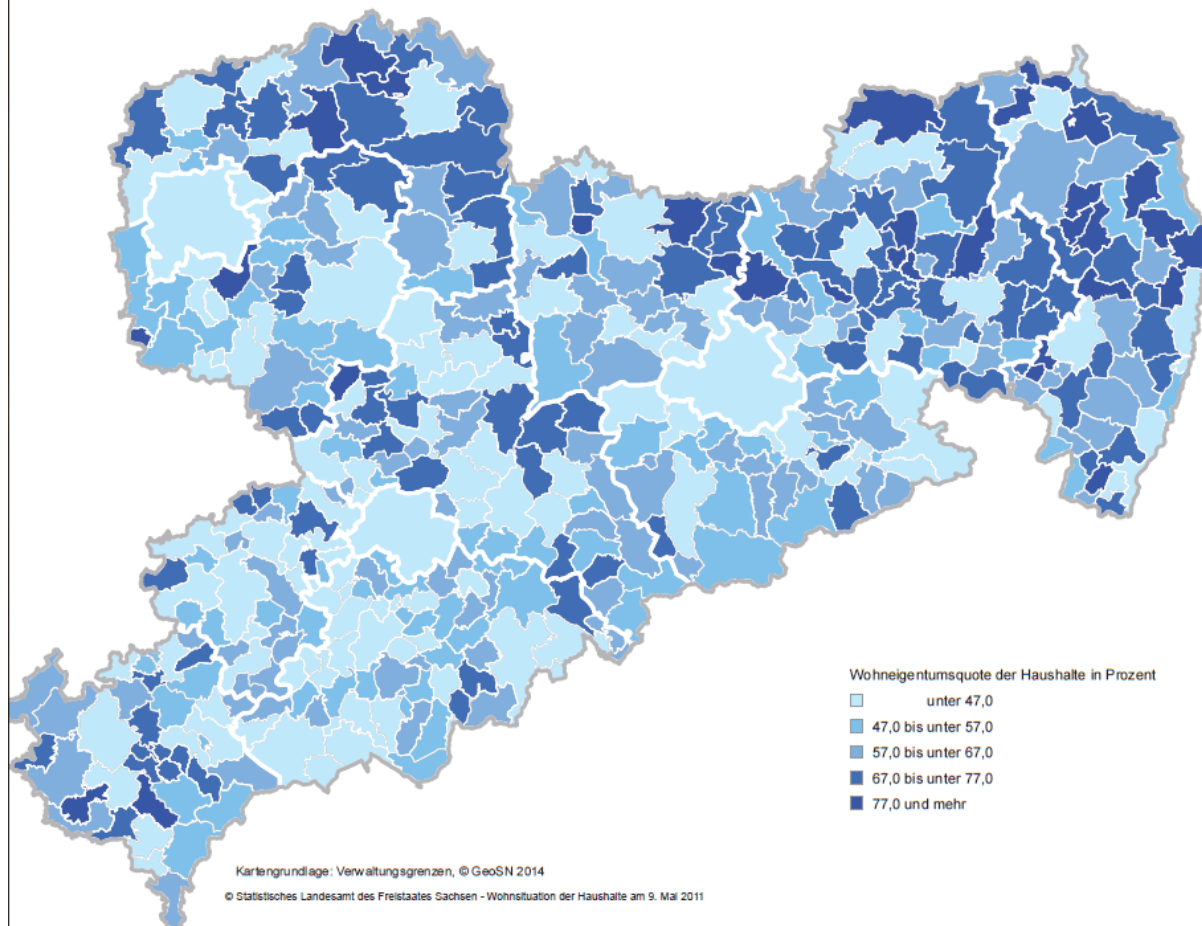 Wohneigentumsquote der Haushalte in Prozent
unter 47,0
47,0 bis unter 57,0
57,0 bis unter 67,0
67,0 bis unter 77,0
77,0 und mehr
Kartengrundlage: Verwaltungsgrenzen, © GeoSN 2014
© Statistisches Landesamt des Freistaates Sachsen - Wohnsituation der Haushalte am 9. Mai 2011